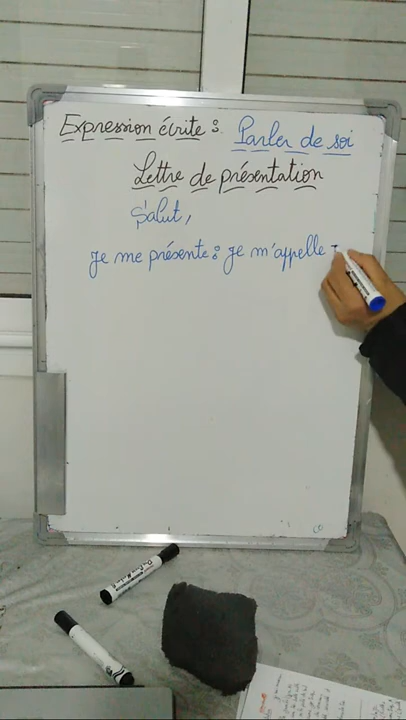 Expression écrite : Parler de soi
Lettre de présentation
Salut,
Je me présente : je m'appelle